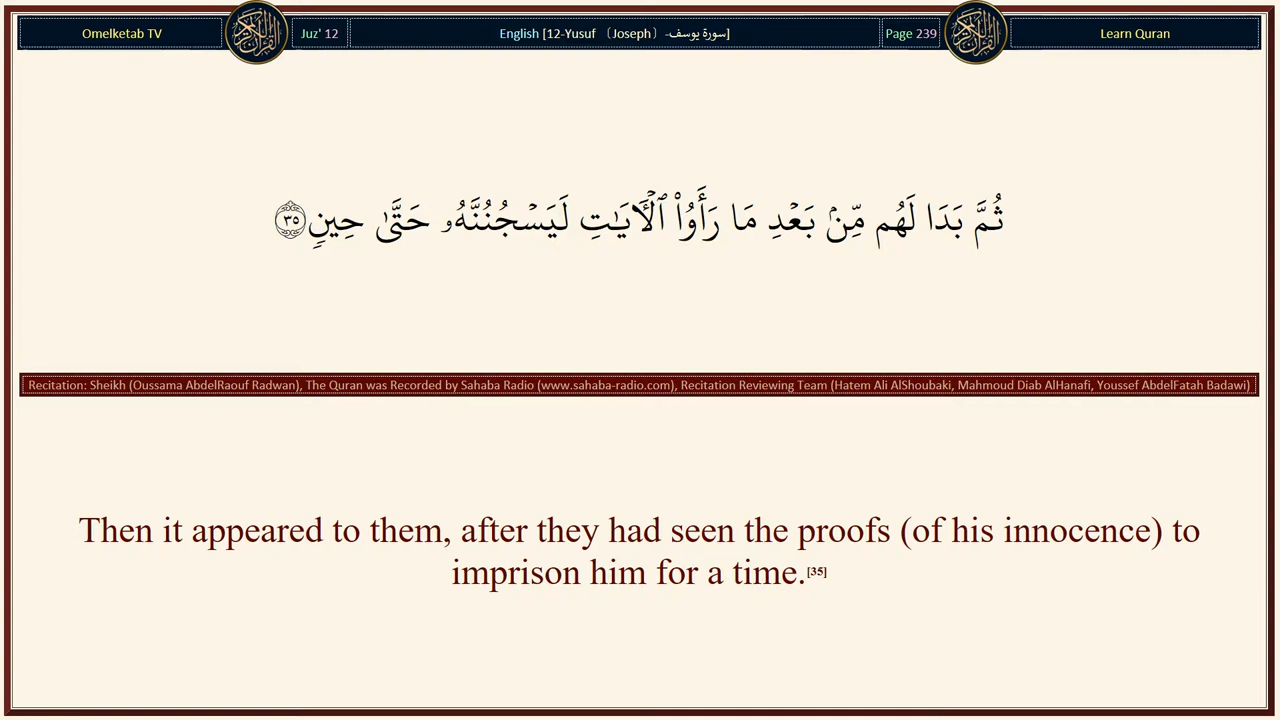 Omelketab TV
Juz' 12
English [12-Yusuf （Joseph）-سورة يوسف]
Page 239
Learn Quran
ثُمَّ بَدَا لَهُم مِّنۢ بَعۡدِ مَا رَأَوُاْ ٱلۡأٓيَٰتِ لَيَسۡجُنُنَّهُۥ حَتَّىٰ حِينٖ ٣٥
Recitation: Sheikh (Oussama AbdelRaouf Radwan), The Quran was Recorded by Sahaba Radio (www.sahaba-radio.com), Recitation Reviewing Team (Hatem Ali AlShoubaki, Mahmoud Diab AlHanafi, Youssef AbdelFatah Badawi)
Then it appeared to them, after they had seen the proofs (of his innocence) to
imprison him for a time.[35]